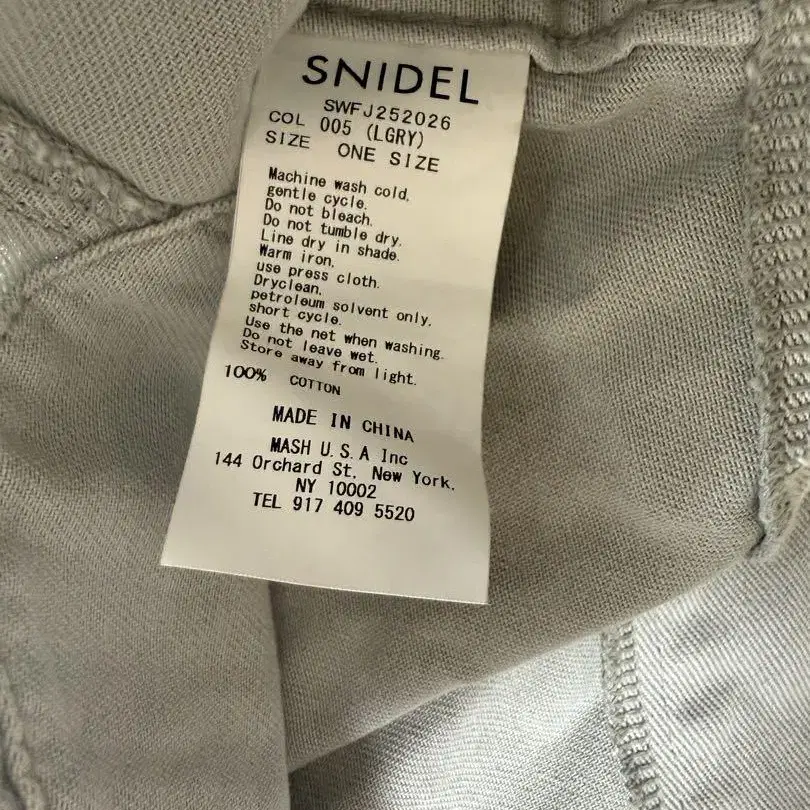 SNIDEL
SWFJ252026
COL 005 (LGRY)
SIZE ONE SIZE
Machine wash cold,
gentle cycle.
Do not bleach.
Do not tumble dry.
Line dry in shade.
Warm iron,
use press cloth.
Dryclean,
petroleum solvent only,
short cycle.
Use the net when washing.
Do not leave wet.
Store away from light.
100% COTTON
MADE IN CHINA
MASH U.S.A Inc
144 Orchard St. New York.
NY 10002
TEL 917 409 5520